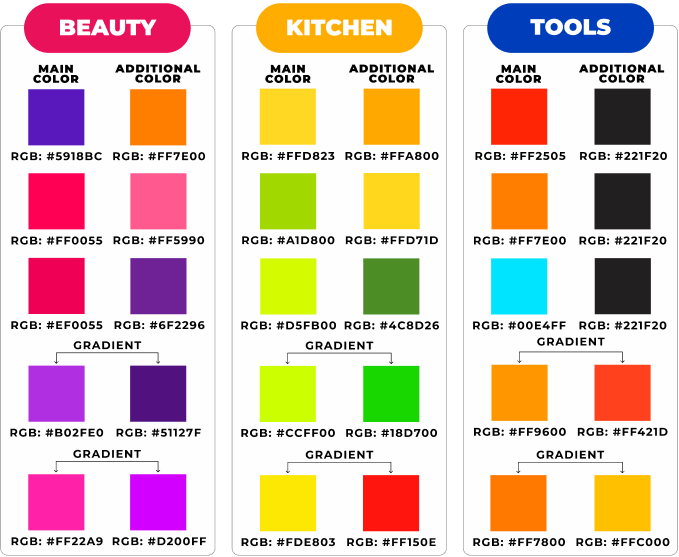 BEAUTY
MAIN COLOR
ADDITIONAL COLOR
RGB: #5918BC RGB: #FF7E00
RGB: #FF0055 RGB: #FF5990
RGB: #EF0055 RGB: #6F2296
GRADIENT
RGB: #B02FE0 RGB: #51127F
GRADIENT
RGB: #FF22A9 RGB: #D200FF
KITCHEN
MAIN COLOR
ADDITIONAL COLOR
RGB: #FFD823 RGB: #FFA800
RGB: #A1D800 RGB: #FFD71D
RGB: #D5FB00 RGB: #4C8D26
GRADIENT
RGB: #CCFF00 RGB: #18D700
GRADIENT
RGB: #FDE803 RGB: #FF150E
TOOLS
MAIN COLOR
ADDITIONAL COLOR
RGB: #FF2505 RGB: #221F20
RGB: #FF7E00 RGB: #221F20
RGB: #00E4FF RGB: #221F20
GRADIENT
RGB: #FF9600 RGB: #FF421D
GRADIENT
RGB: #FF7800 RGB: #FFC000